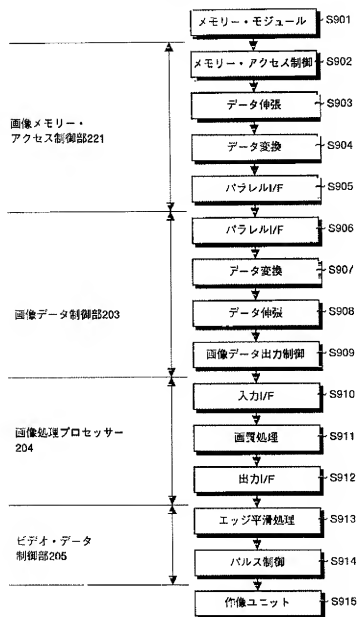 メモリー・モジュール S901
メモリー・アクセス制御 S902
データ伸張 S903
画像メモリー・
アクセス制御部221
データ変換 S904
パラレルI/F S905
パラレルI/F S906
データ変換 S907
画像データ制御部203
データ伸張 S908
画像データ出力制御 S909
入力I/F S910
画像処理プロセッサー
204
画質処理 S911
出力I/F S912
エッジ平滑処理 S913
ビデオ・データ
制御部205
パルス制御 S914
作像ユニット S915